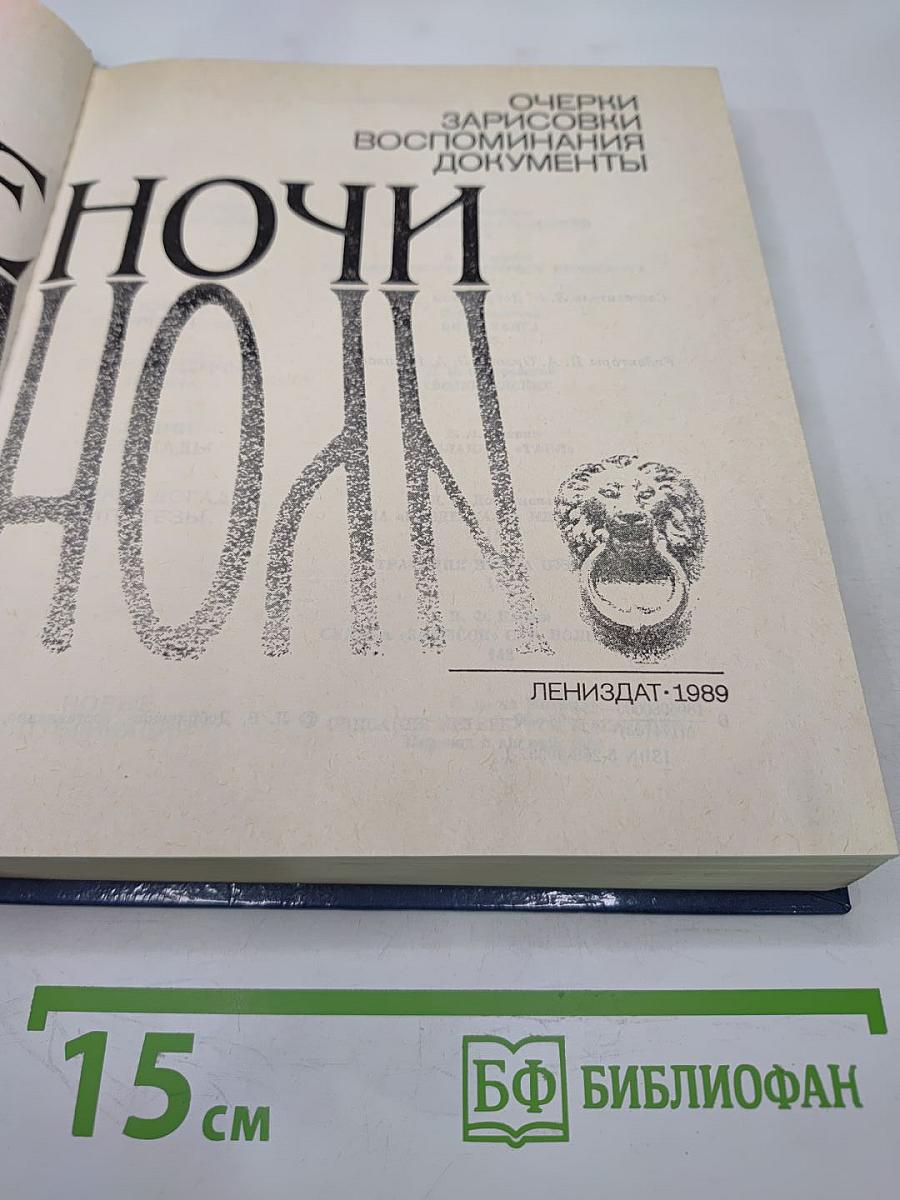 ОЧЕРКИ
ЗАРИСОВКИ
ВОСПОМИНАНИЯ
ДОКУМЕНТЫ
НОЧИ
ЛЕНИЗДАТ·1989
15 см
БФ БИБЛИОФАН